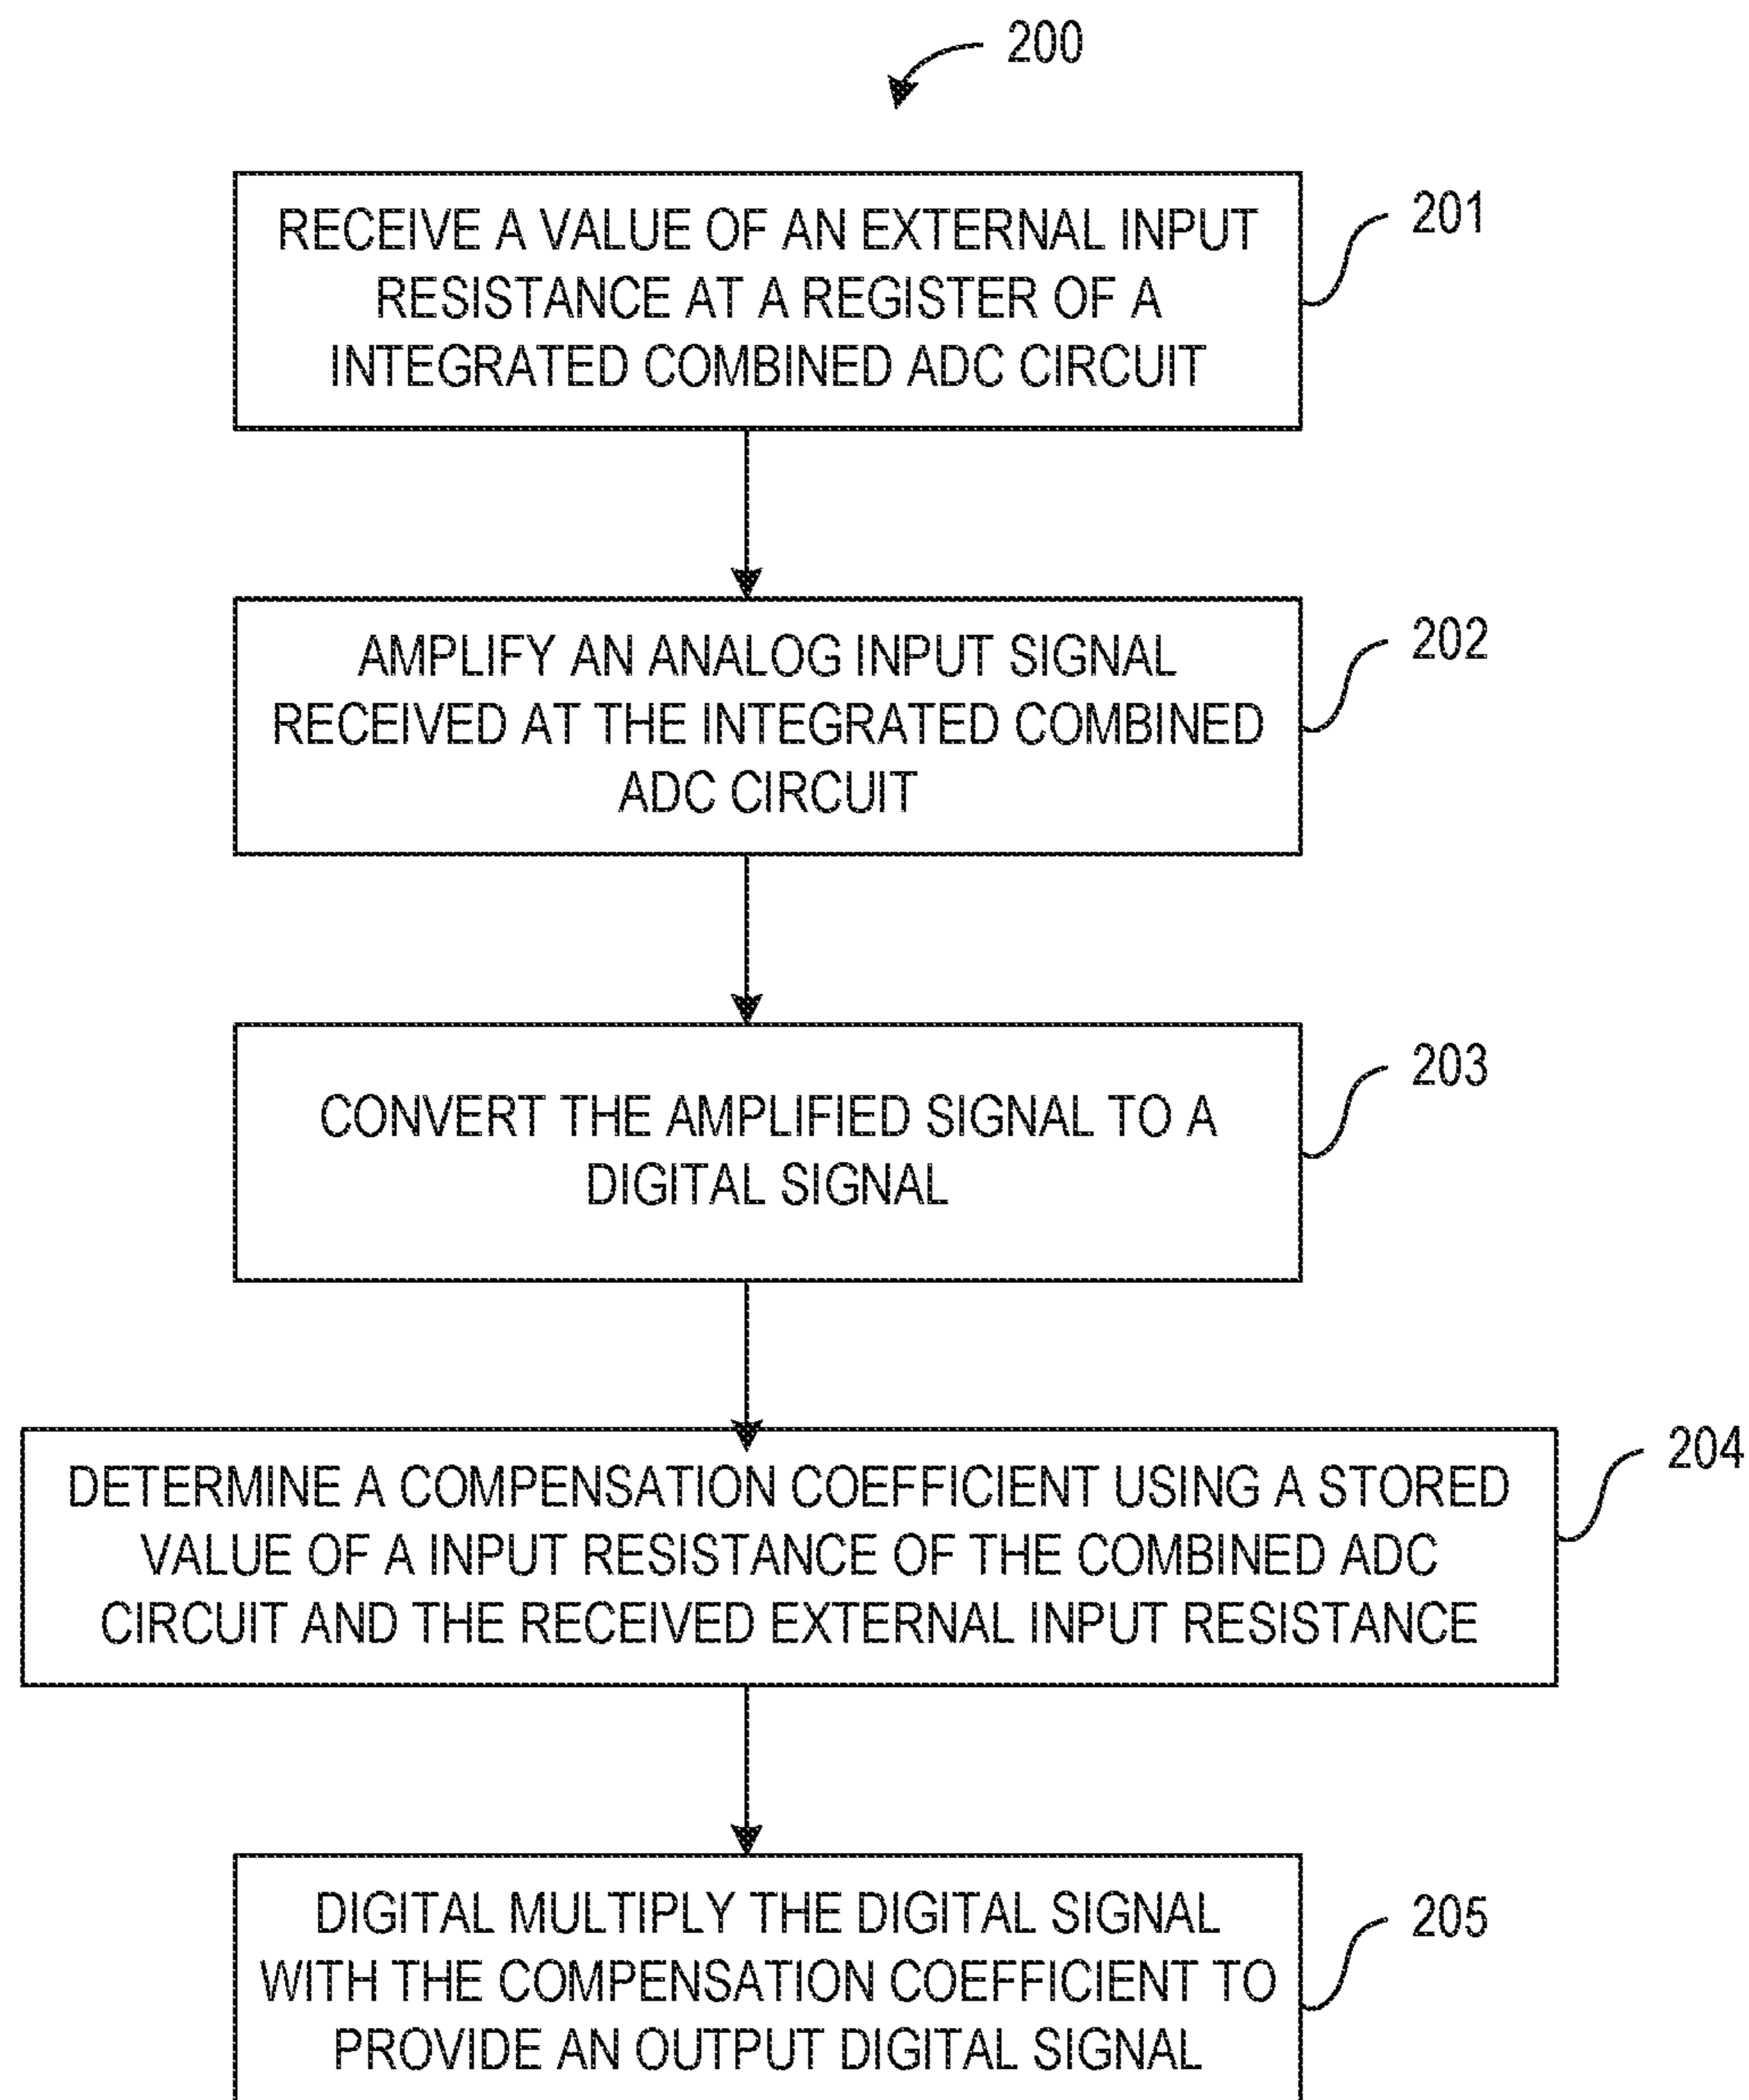 200
RECEIVE A VALUE OF AN EXTERNAL INPUT
RESISTANCE AT A REGISTER OF A
INTEGRATED COMBINED ADC CIRCUIT
201
AMPLIFY AN ANALOG INPUT SIGNAL
RECEIVED AT THE INTEGRATED COMBINED
ADC CIRCUIT
202
CONVERT THE AMPLIFIED SIGNAL TO A
DIGITAL SIGNAL
203
DETERMINE A COMPENSATION COEFFICIENT USING A STORED
VALUE OF A INPUT RESISTANCE OF THE COMBINED ADC
CIRCUIT AND THE RECEIVED EXTERNAL INPUT RESISTANCE
204
DIGITAL MULTIPLY THE DIGITAL SIGNAL
WITH THE COMPENSATION COEFFICIENT TO
PROVIDE AN OUTPUT DIGITAL SIGNAL
205